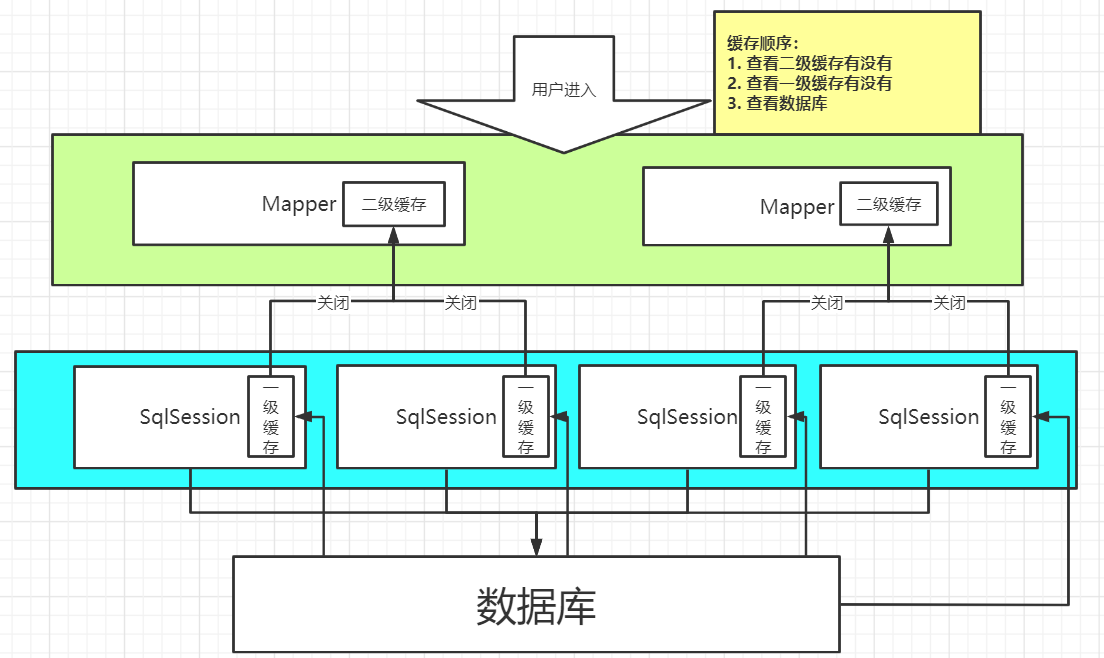 缓存顺序：
1. 查看二级缓存有没有
2. 查看一级缓存有没有
3. 查看数据库
用户进入
Mapper
二级缓存
Mapper
二级缓存
关闭
关闭
关闭
关闭
SqlSession
一级缓存
SqlSession
一级缓存
SqlSession
一级缓存
SqlSession
一级缓存
数据库